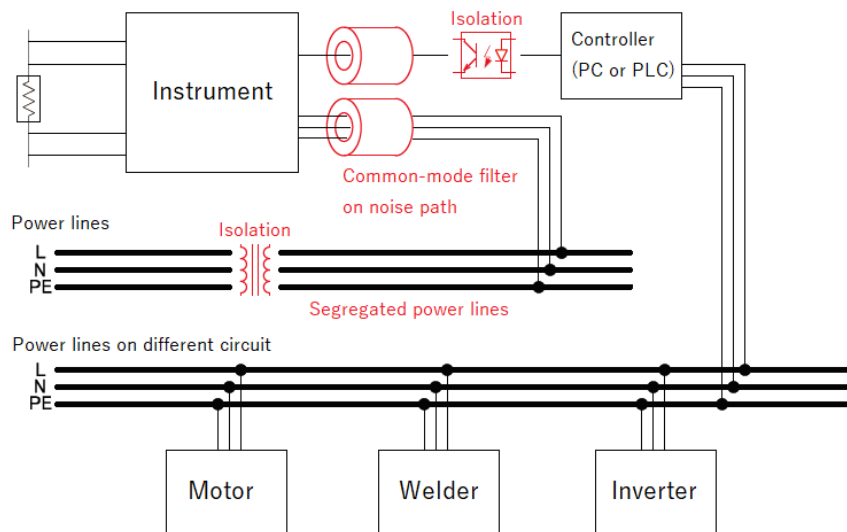 Isolation
Controller
(PC or PLC)
Instrument
Common-mode filter
on noise path
Power lines
Isolation
L
N
PE
Segregated power lines
Power lines on different circuit
L
N
PE
Motor
Welder
Inverter